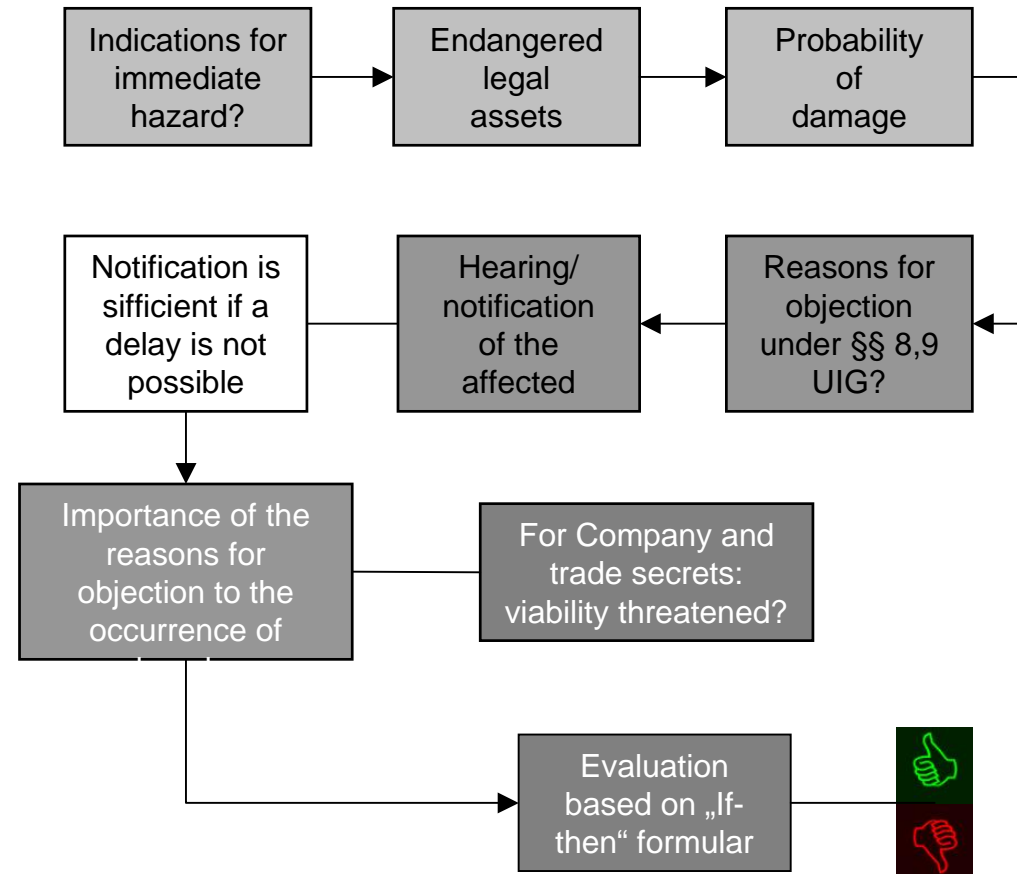 Indications for
immediate
hazard?
Endangered
legal
assets
Probability
of
damage
Reasons for
objection
under §§ 8,9
UIG?
Hearing/
notification
of the
affected
Notification is
sifficient if a
delay is not
possible
Importance of the
reasons for
objection to the
occurrence of
For Company and
trade secrets:
viability threatened?
Evaluation
based on „If-
then“ formular